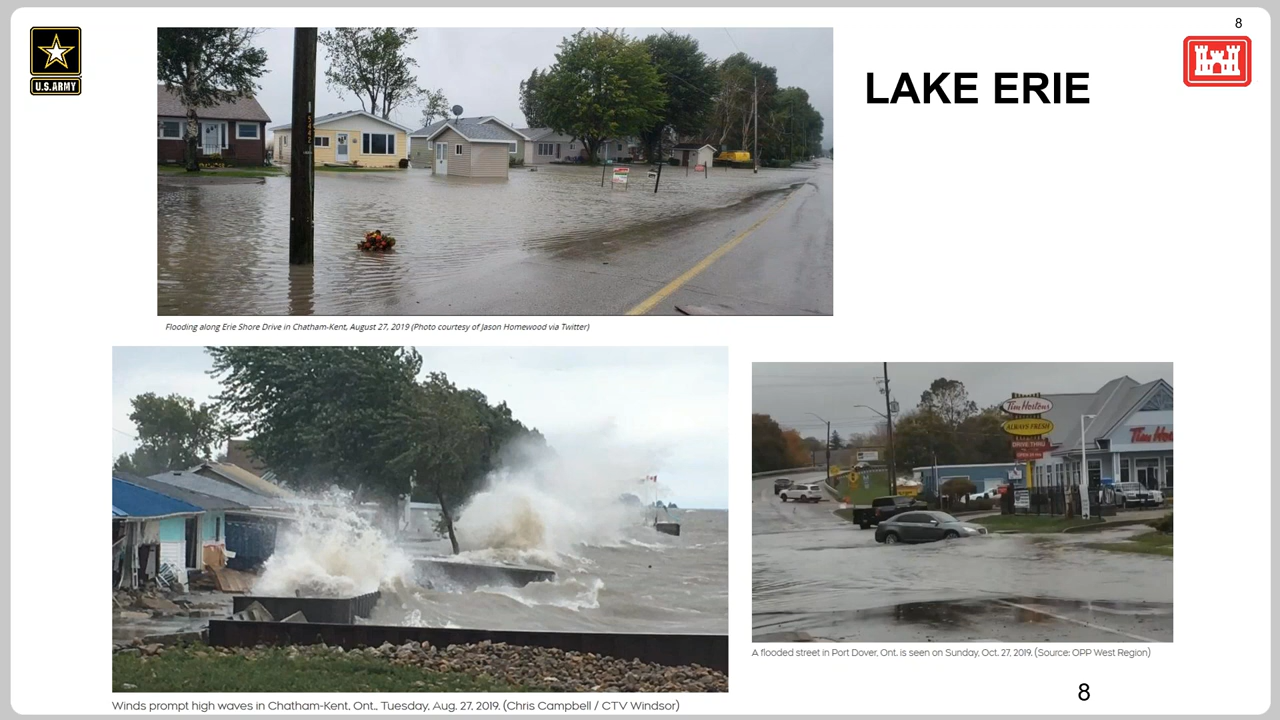 8
U.S.ARMY
LAKE ERIE
Flooding along Erie Shore Drive in Chatham-Kent, August 27, 2019 (Photo courtesy of Jason Homewood via Twitter)
Tim Hortons
ALWAYS FRESH
DRIVE THRU
Tim Ho
A flooded street in Port Dover, Ont. is seen on Sunday, Oct. 27, 2019. (Source: OPP West Region)
8
Winds prompt high waves in Chatham-Kent, Ont., Tuesday, Aug. 27, 2019. (Chris Campbell / CTV Windsor)